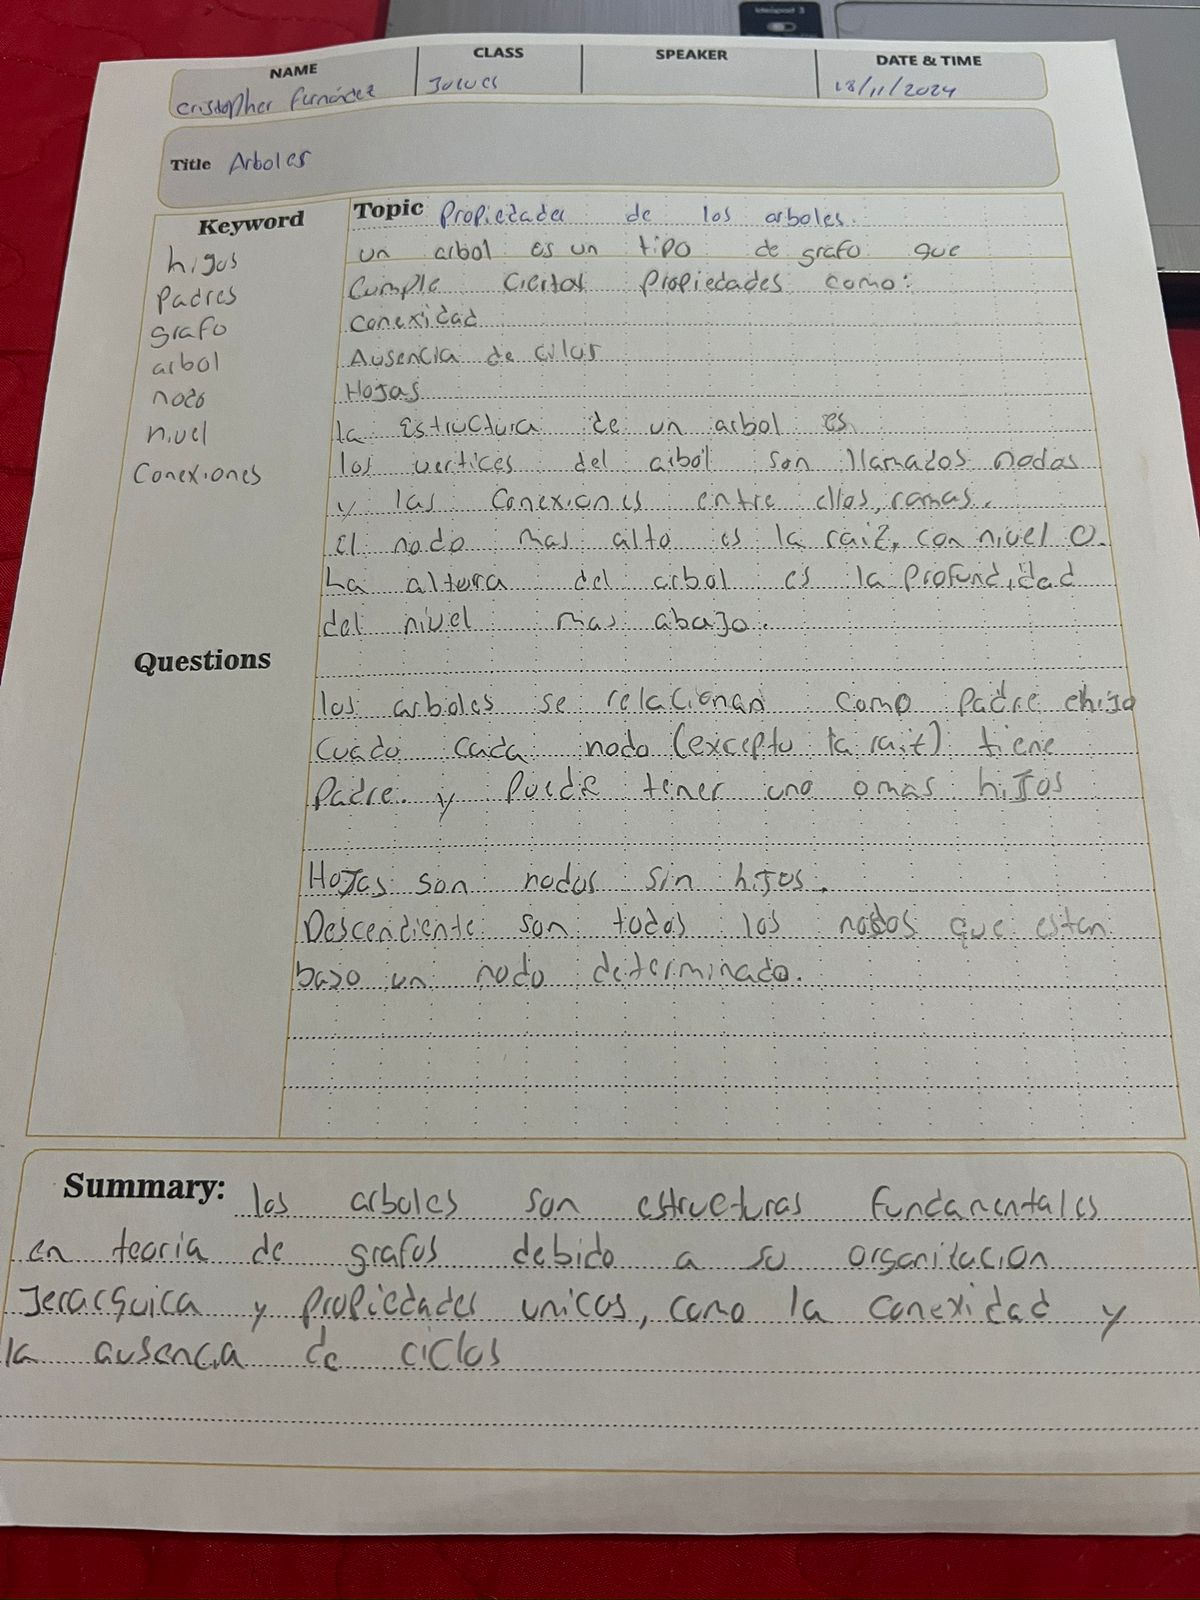 ideapad 3
NAME CLASS SPEAKER DATE & TIME
Cristopher Fernández Jueves 28/11/2024
Title Arboles
Keyword
higos
Padres
grafo
arbol
nodo
nivel
Conexiones
Topic Propiedades de los arboles.
un arbol es un tipo de grafo que
Cumple Ciertas Propiedades como:
Conexidad
Ausencia de cilos
Hojas
la Estructura de un arbol es
los vertices del arbol son llamados nodos
y las Conexiones entre ellos, ramas.
El nodo mas alto es la raiz, con nivel 0.
La altura del arbol es la Profundidad
del nivel mas abajo.
Questions
los arboles se relacionan como Padre e hijo
Cuado cada nodo (excepto la raiz) tiene
Padre. y Puede tener uno o mas hijos
Hojas son nodos sin hijos.
Descendiente son todos los nodos que estan
bajo un nodo determinado.
Summary: los arboles son estructuras fundamentales
en teoria de grafos debido a su organizacion
Jerarquica y Propiedades unicas, como la conexidad y
la ausencia de ciclos